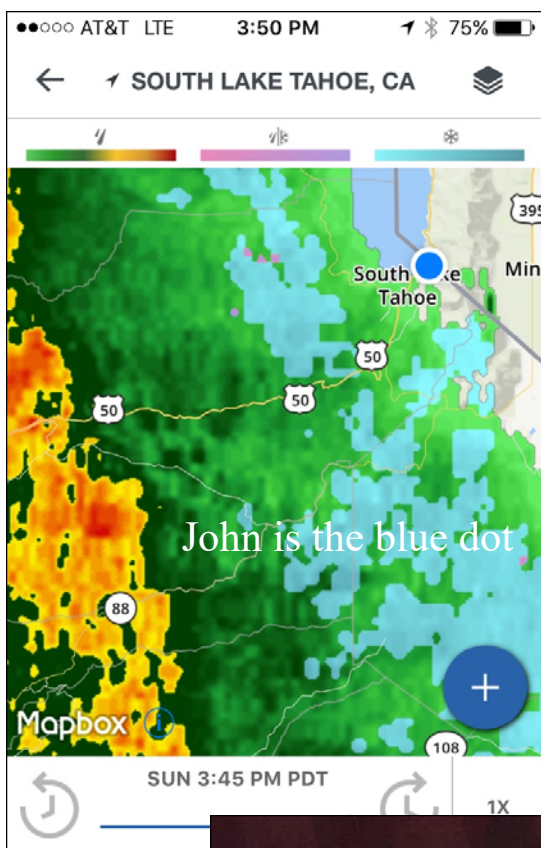 AT&T LTE 3:50 PM 75%
SOUTH LAKE TAHOE, CA
395
South ke Min
Tahoe
50
50
50
John is the blue dot
88
Mapbox i
108
SUN 3:45 PM PDT
1X